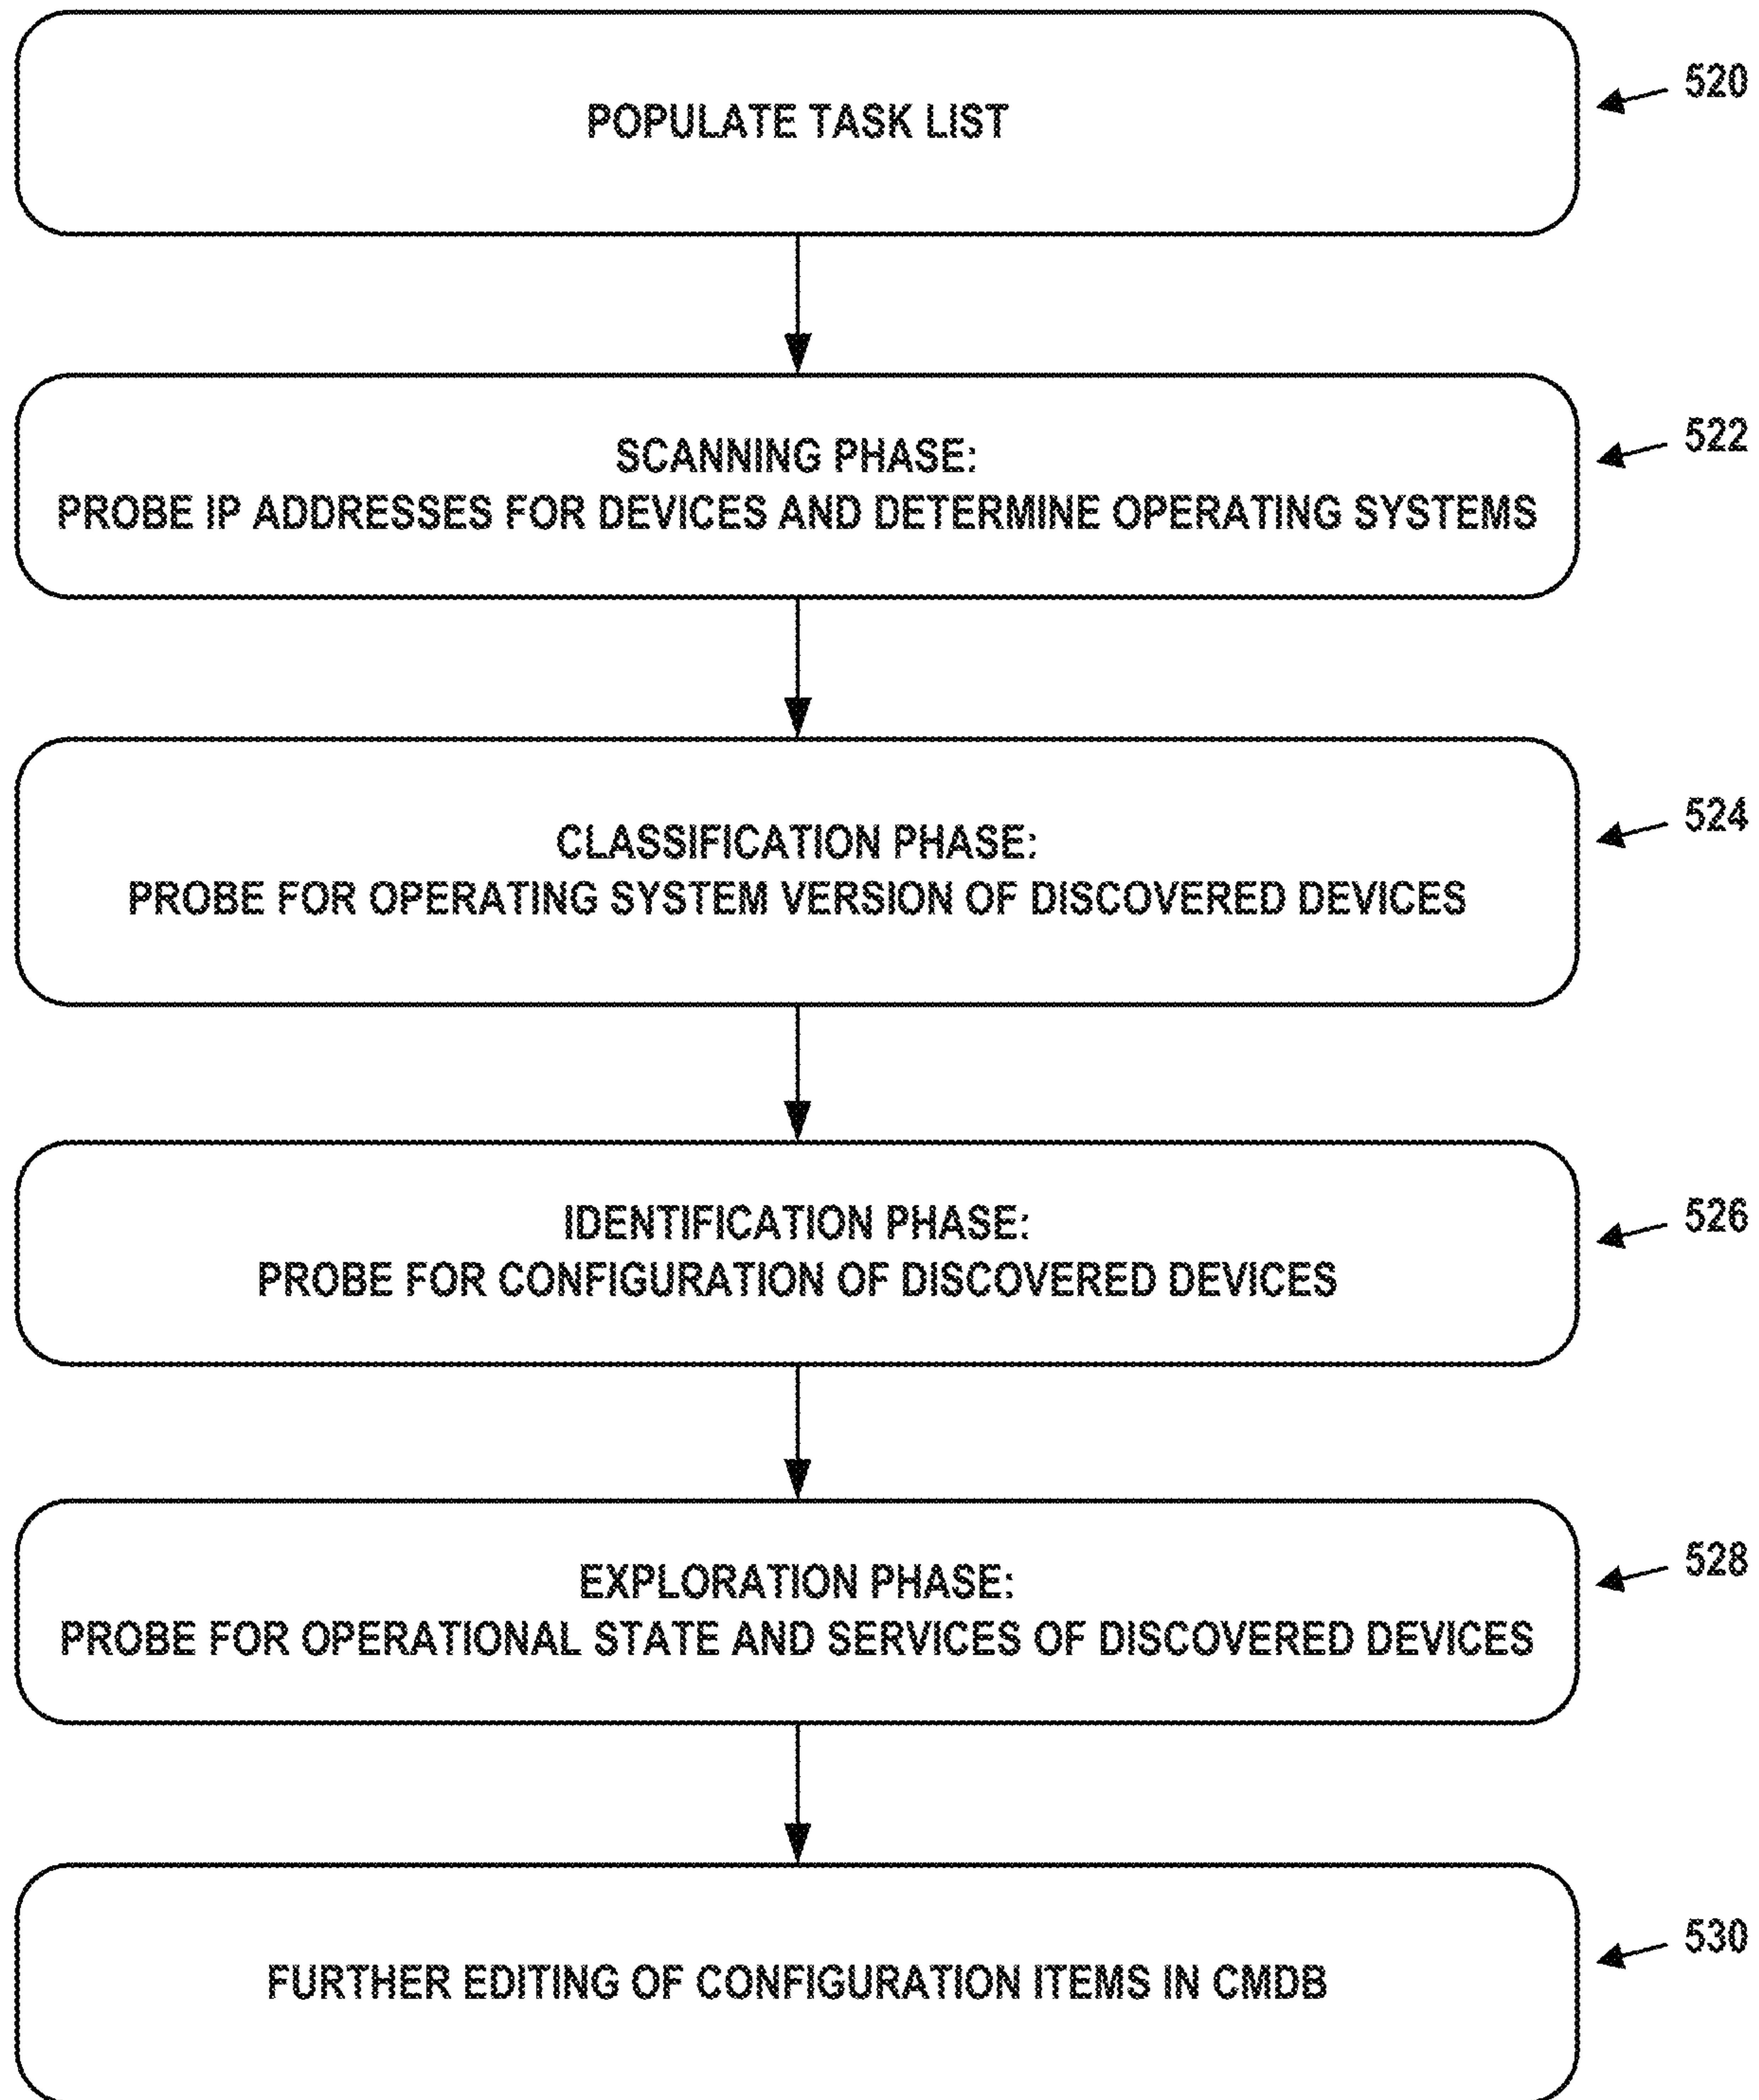 POPULATE TASK LIST
520
SCANNING PHASE:
PROBE IP ADDRESSES FOR DEVICES AND DETERMINE OPERATING SYSTEMS
522
CLASSIFICATION PHASE:
PROBE FOR OPERATING SYSTEM VERSION OF DISCOVERED DEVICES
524
IDENTIFICATION PHASE:
PROBE FOR CONFIGURATION OF DISCOVERED DEVICES
526
EXPLORATION PHASE:
PROBE FOR OPERATIONAL STATE AND SERVICES OF DISCOVERED DEVICES
528
FURTHER EDITING OF CONFIGURATION ITEMS IN CMDB
530